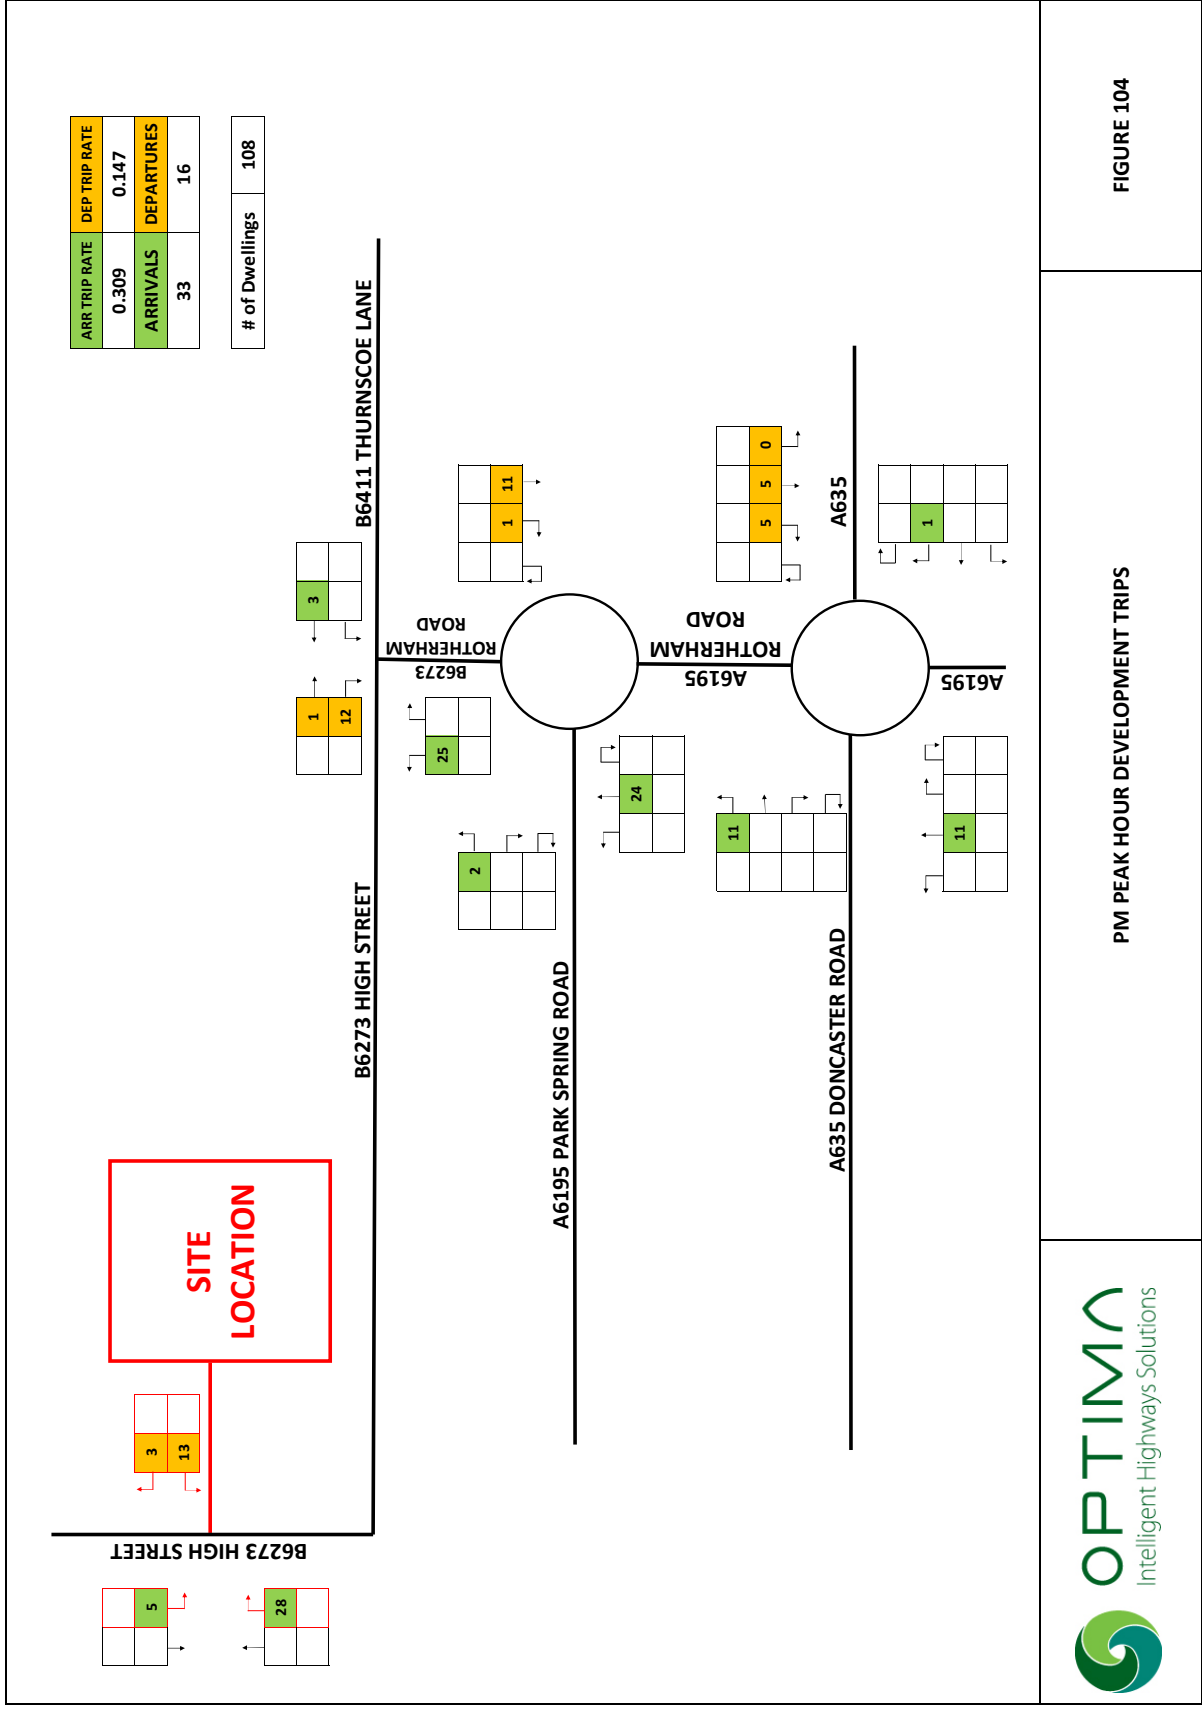 ARR TRIP RATE DEP TRIP RATE
0.309 0.147
ARRIVALS DEPARTURES
33 16
# of Dwellings 108
SITE
LOCATION
3
13
B6273 HIGH STREET
5
28
B6273 HIGH STREET
B6411 THURNSCOE LANE
1
12
3
B6273
ROTHERHAM
ROAD
25
1 11
2
A6195 PARK SPRING ROAD
24
A6195
ROTHERHAM
ROAD
5 5 0
11
A635 DONCASTER ROAD
A635
A6195
11
1
OPTIMA
Intelligent Highways Solutions
PM PEAK HOUR DEVELOPMENT TRIPS
FIGURE 104